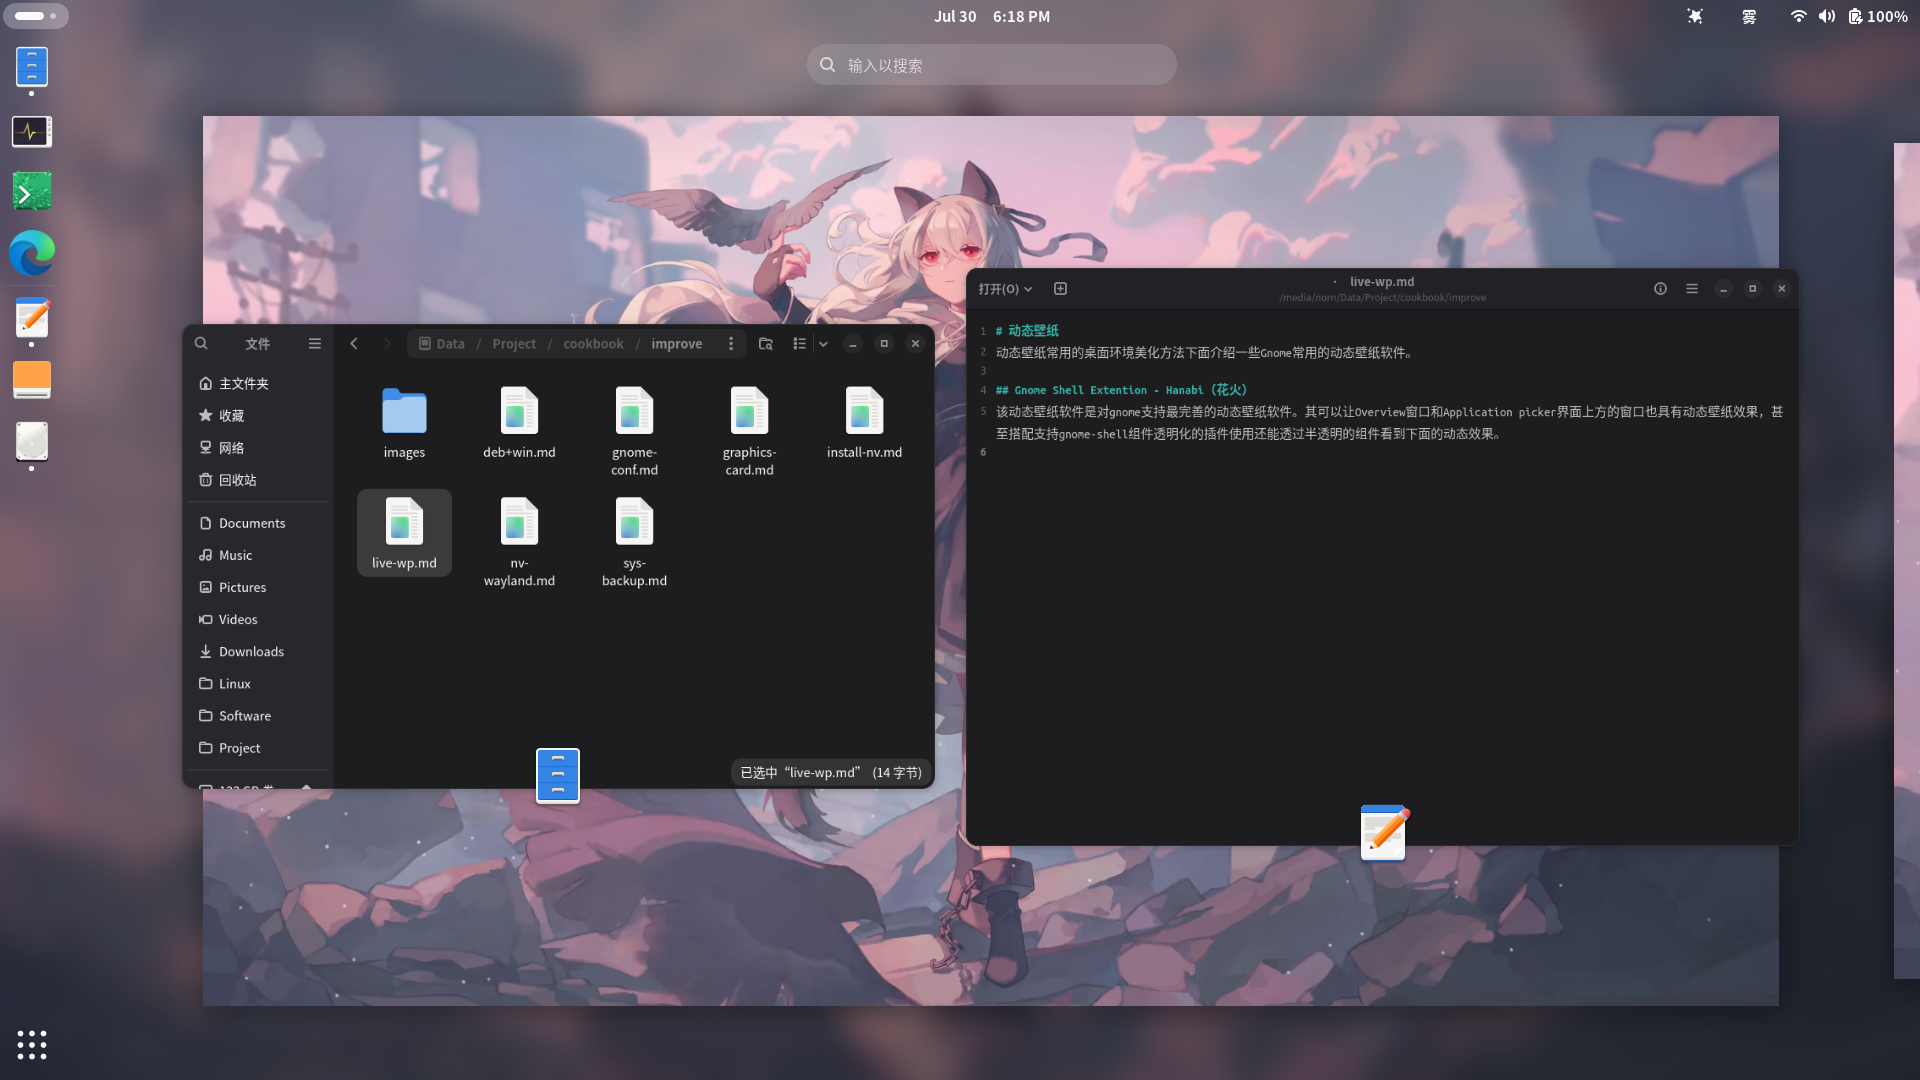 Jul 30 6:18 PM
雾
100%
输入以搜索
文件
主文件夹
收藏
网络
回收站
Documents
Music
Pictures
Videos
Downloads
Linux
Software
Project
Data / Project / cookbook / improve
images
deb+win.md
gnome-
conf.md
graphics-
card.md
install-nv.md
live-wp.md
nv-
wayland.md
sys-
backup.md
已选中“live-wp.md” (14 字节)
打开(O)
· live-wp.md
/media/norn/Data/Project/cookbook/improve
1 # 动态壁纸
2 动态壁纸常用的桌面环境美化方法下面介绍一些Gnome常用的动态壁纸软件。
3
4 ## Gnome Shell Extention - Hanabi（花火）
5 该动态壁纸软件是对gnome支持最完善的动态壁纸软件。其可以让Overview窗口和Application picker界面上方的窗口也具有动态壁纸效果，甚
至搭配支持gnome-shell组件透明化的插件使用还能透过半透明的组件看到下面的动态效果。
6